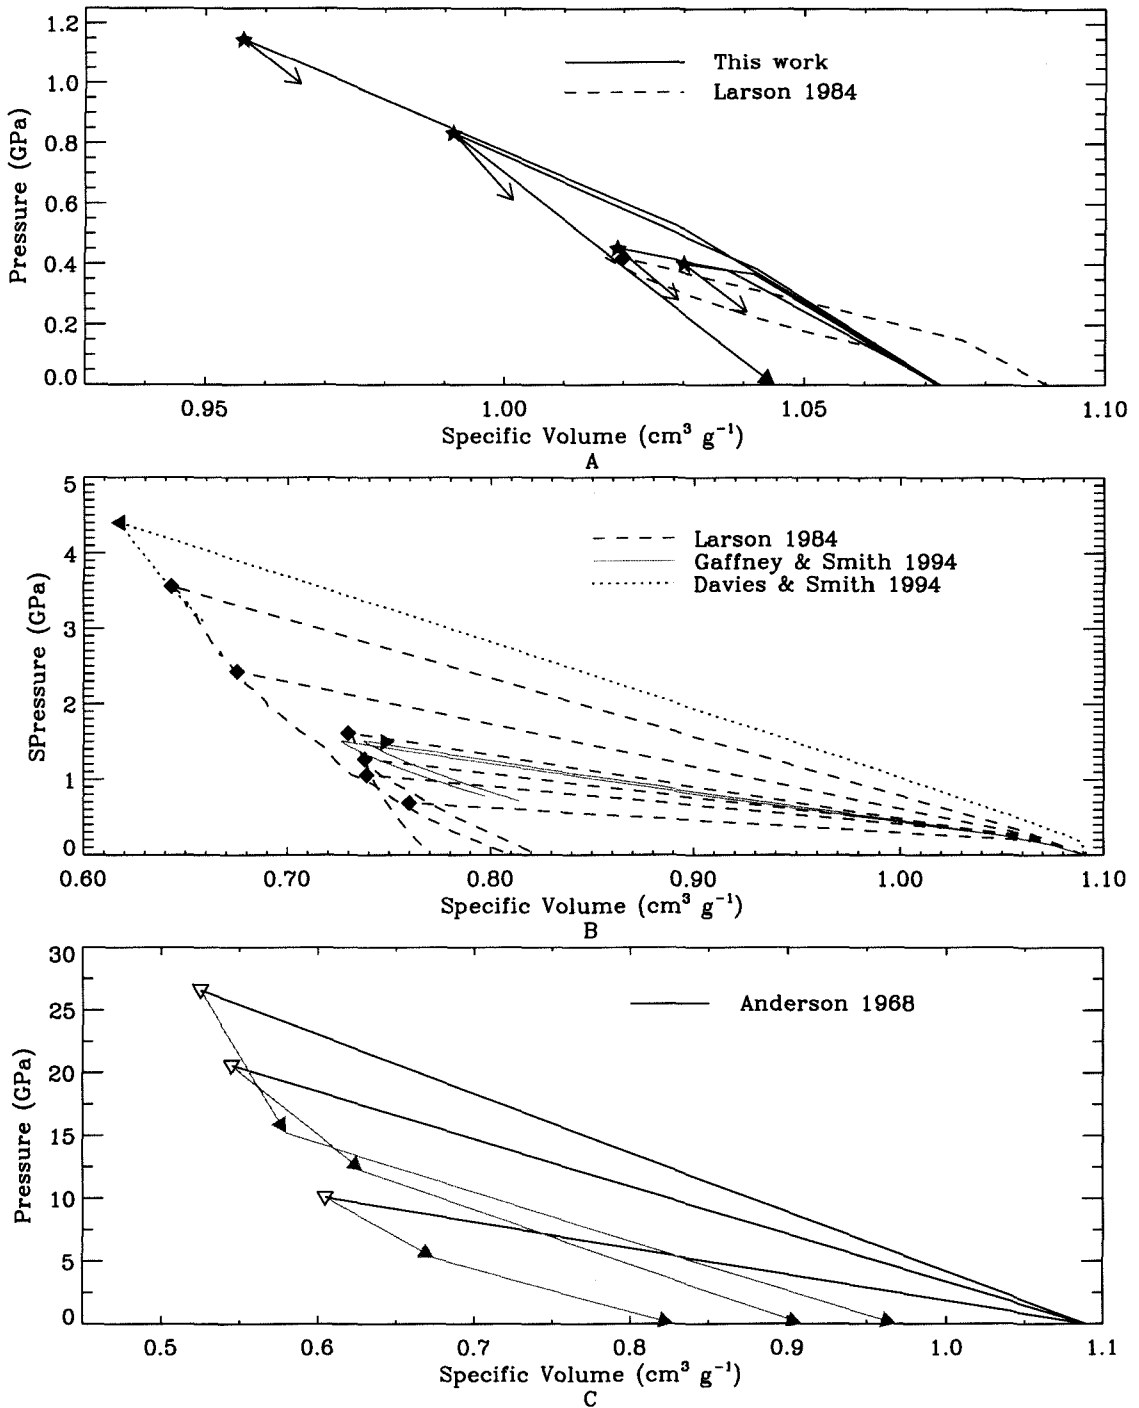 1.2
1.0
0.8
0.6
0.4
0.2
0.0
Pressure (GPa)
This work
Larson 1984
0.95 1.00 1.05 1.10
Specific Volume (cm³ g⁻¹)
A
5
4
3
2
1
0
SPressure (GPa)
Larson 1984
Gaffney & Smith 1994
Davies & Smith 1994
0.60 0.70 0.80 0.90 1.00 1.10
Specific Volume (cm³ g⁻¹)
B
30
25
20
15
10
5
0
Pressure (GPa)
Anderson 1968
0.5 0.6 0.7 0.8 0.9 1.0 1.1
Specific Volume (cm³ g⁻¹)
C